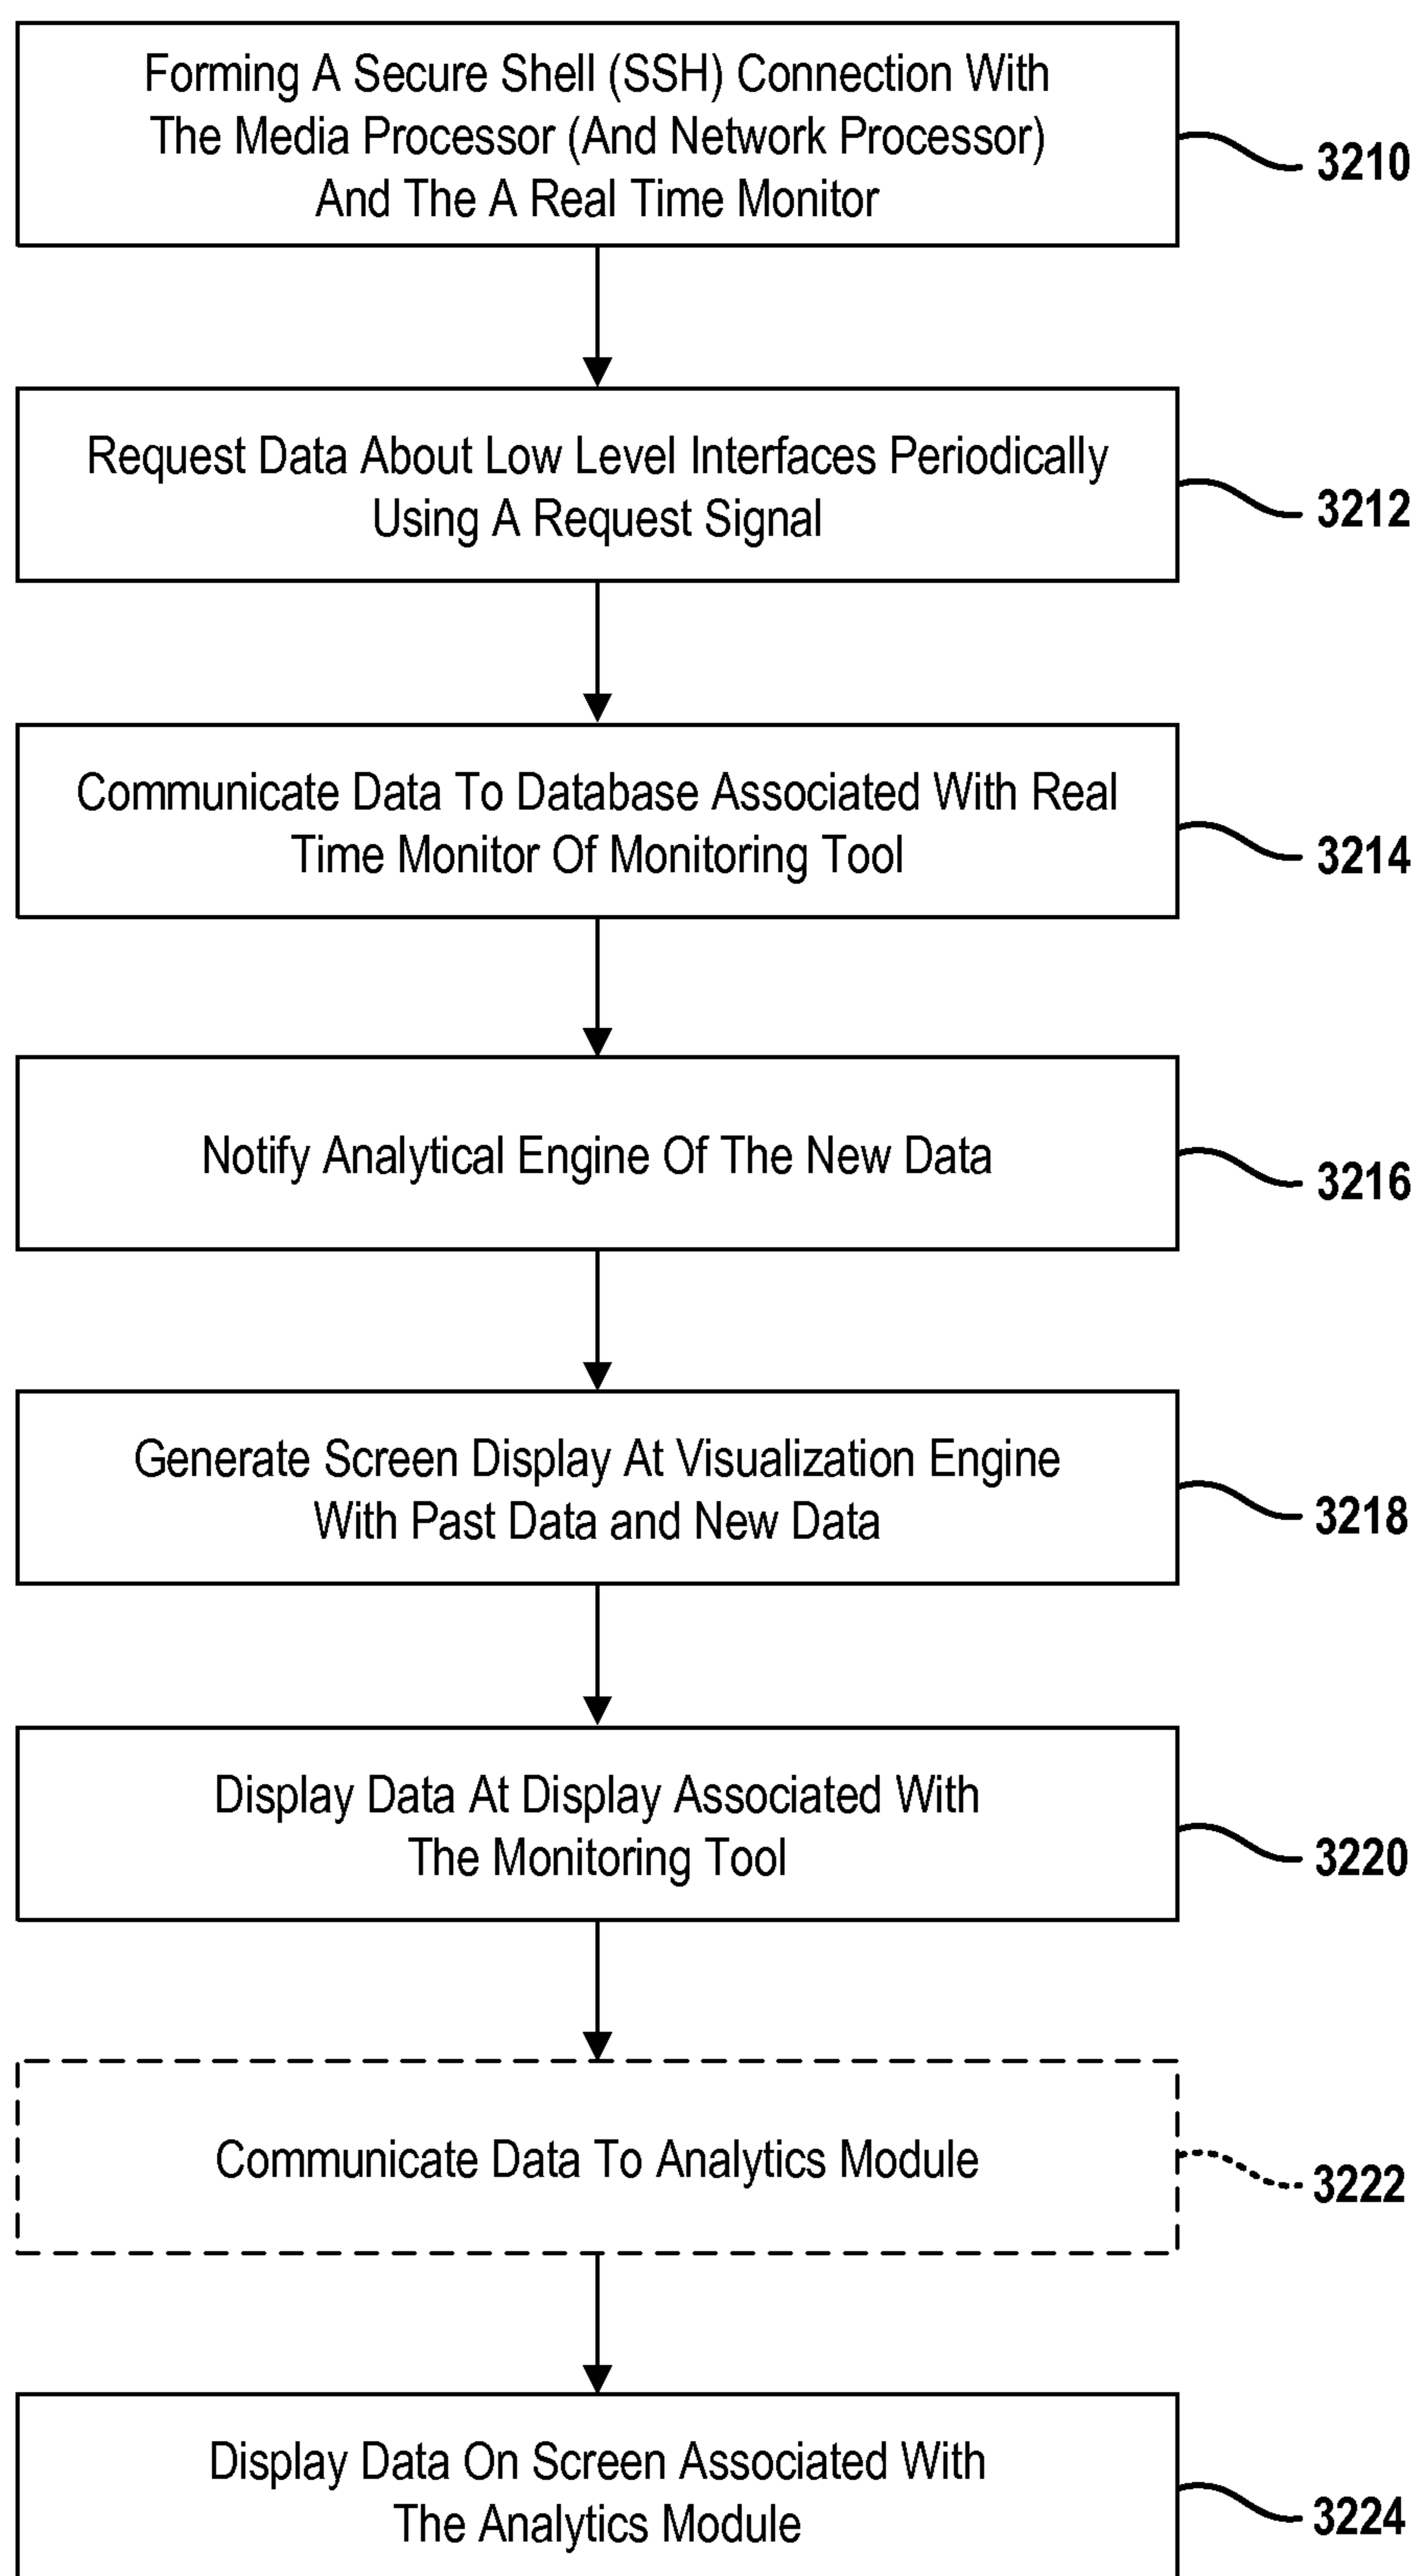 Forming A Secure Shell (SSH) Connection With
The Media Processor (And Network Processor)
And The A Real Time Monitor
3210
Request Data About Low Level Interfaces Periodically
Using A Request Signal
3212
Communicate Data To Database Associated With Real
Time Monitor Of Monitoring Tool
3214
Notify Analytical Engine Of The New Data
3216
Generate Screen Display At Visualization Engine
With Past Data and New Data
3218
Display Data At Display Associated With
The Monitoring Tool
3220
Communicate Data To Analytics Module
3222
Display Data On Screen Associated With
The Analytics Module
3224